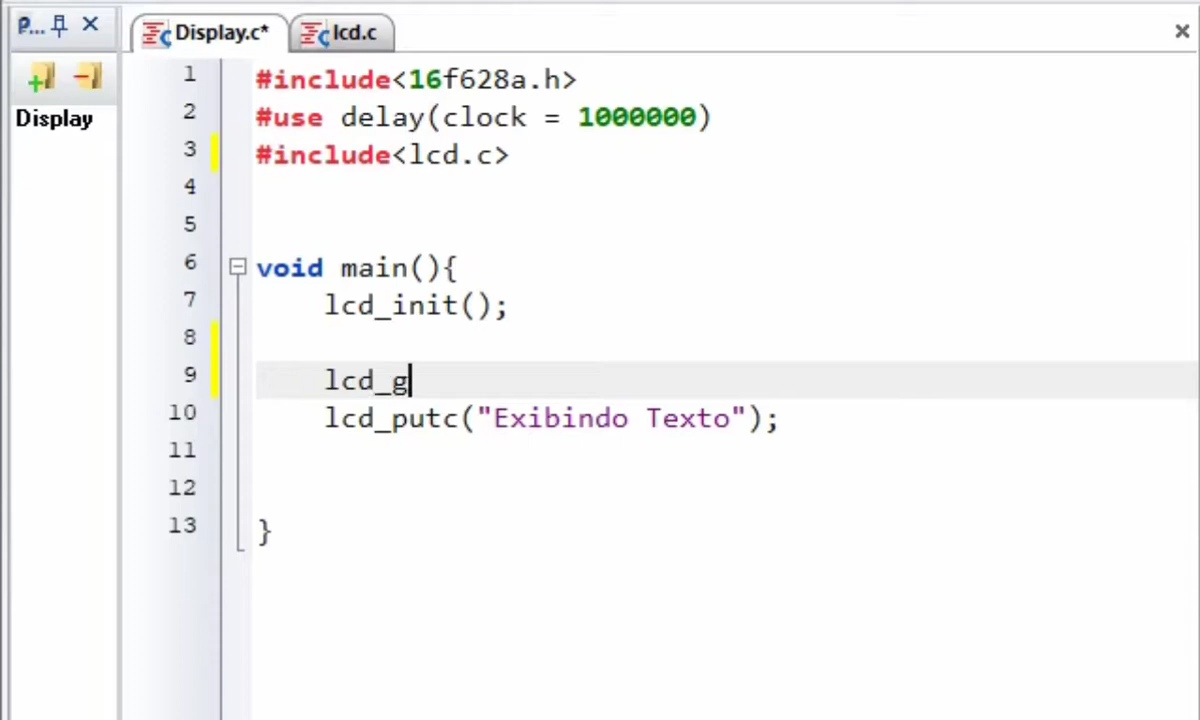 P...
Display.c*
lcd.c
Display
1 #include<16f628a.h>
2 #use delay(clock = 1000000)
3 #include<lcd.c>
4
5
6 void main(){
7 lcd_init();
8
9 lcd_g
10 lcd_putc("Exibindo Texto");
11
12
13 }